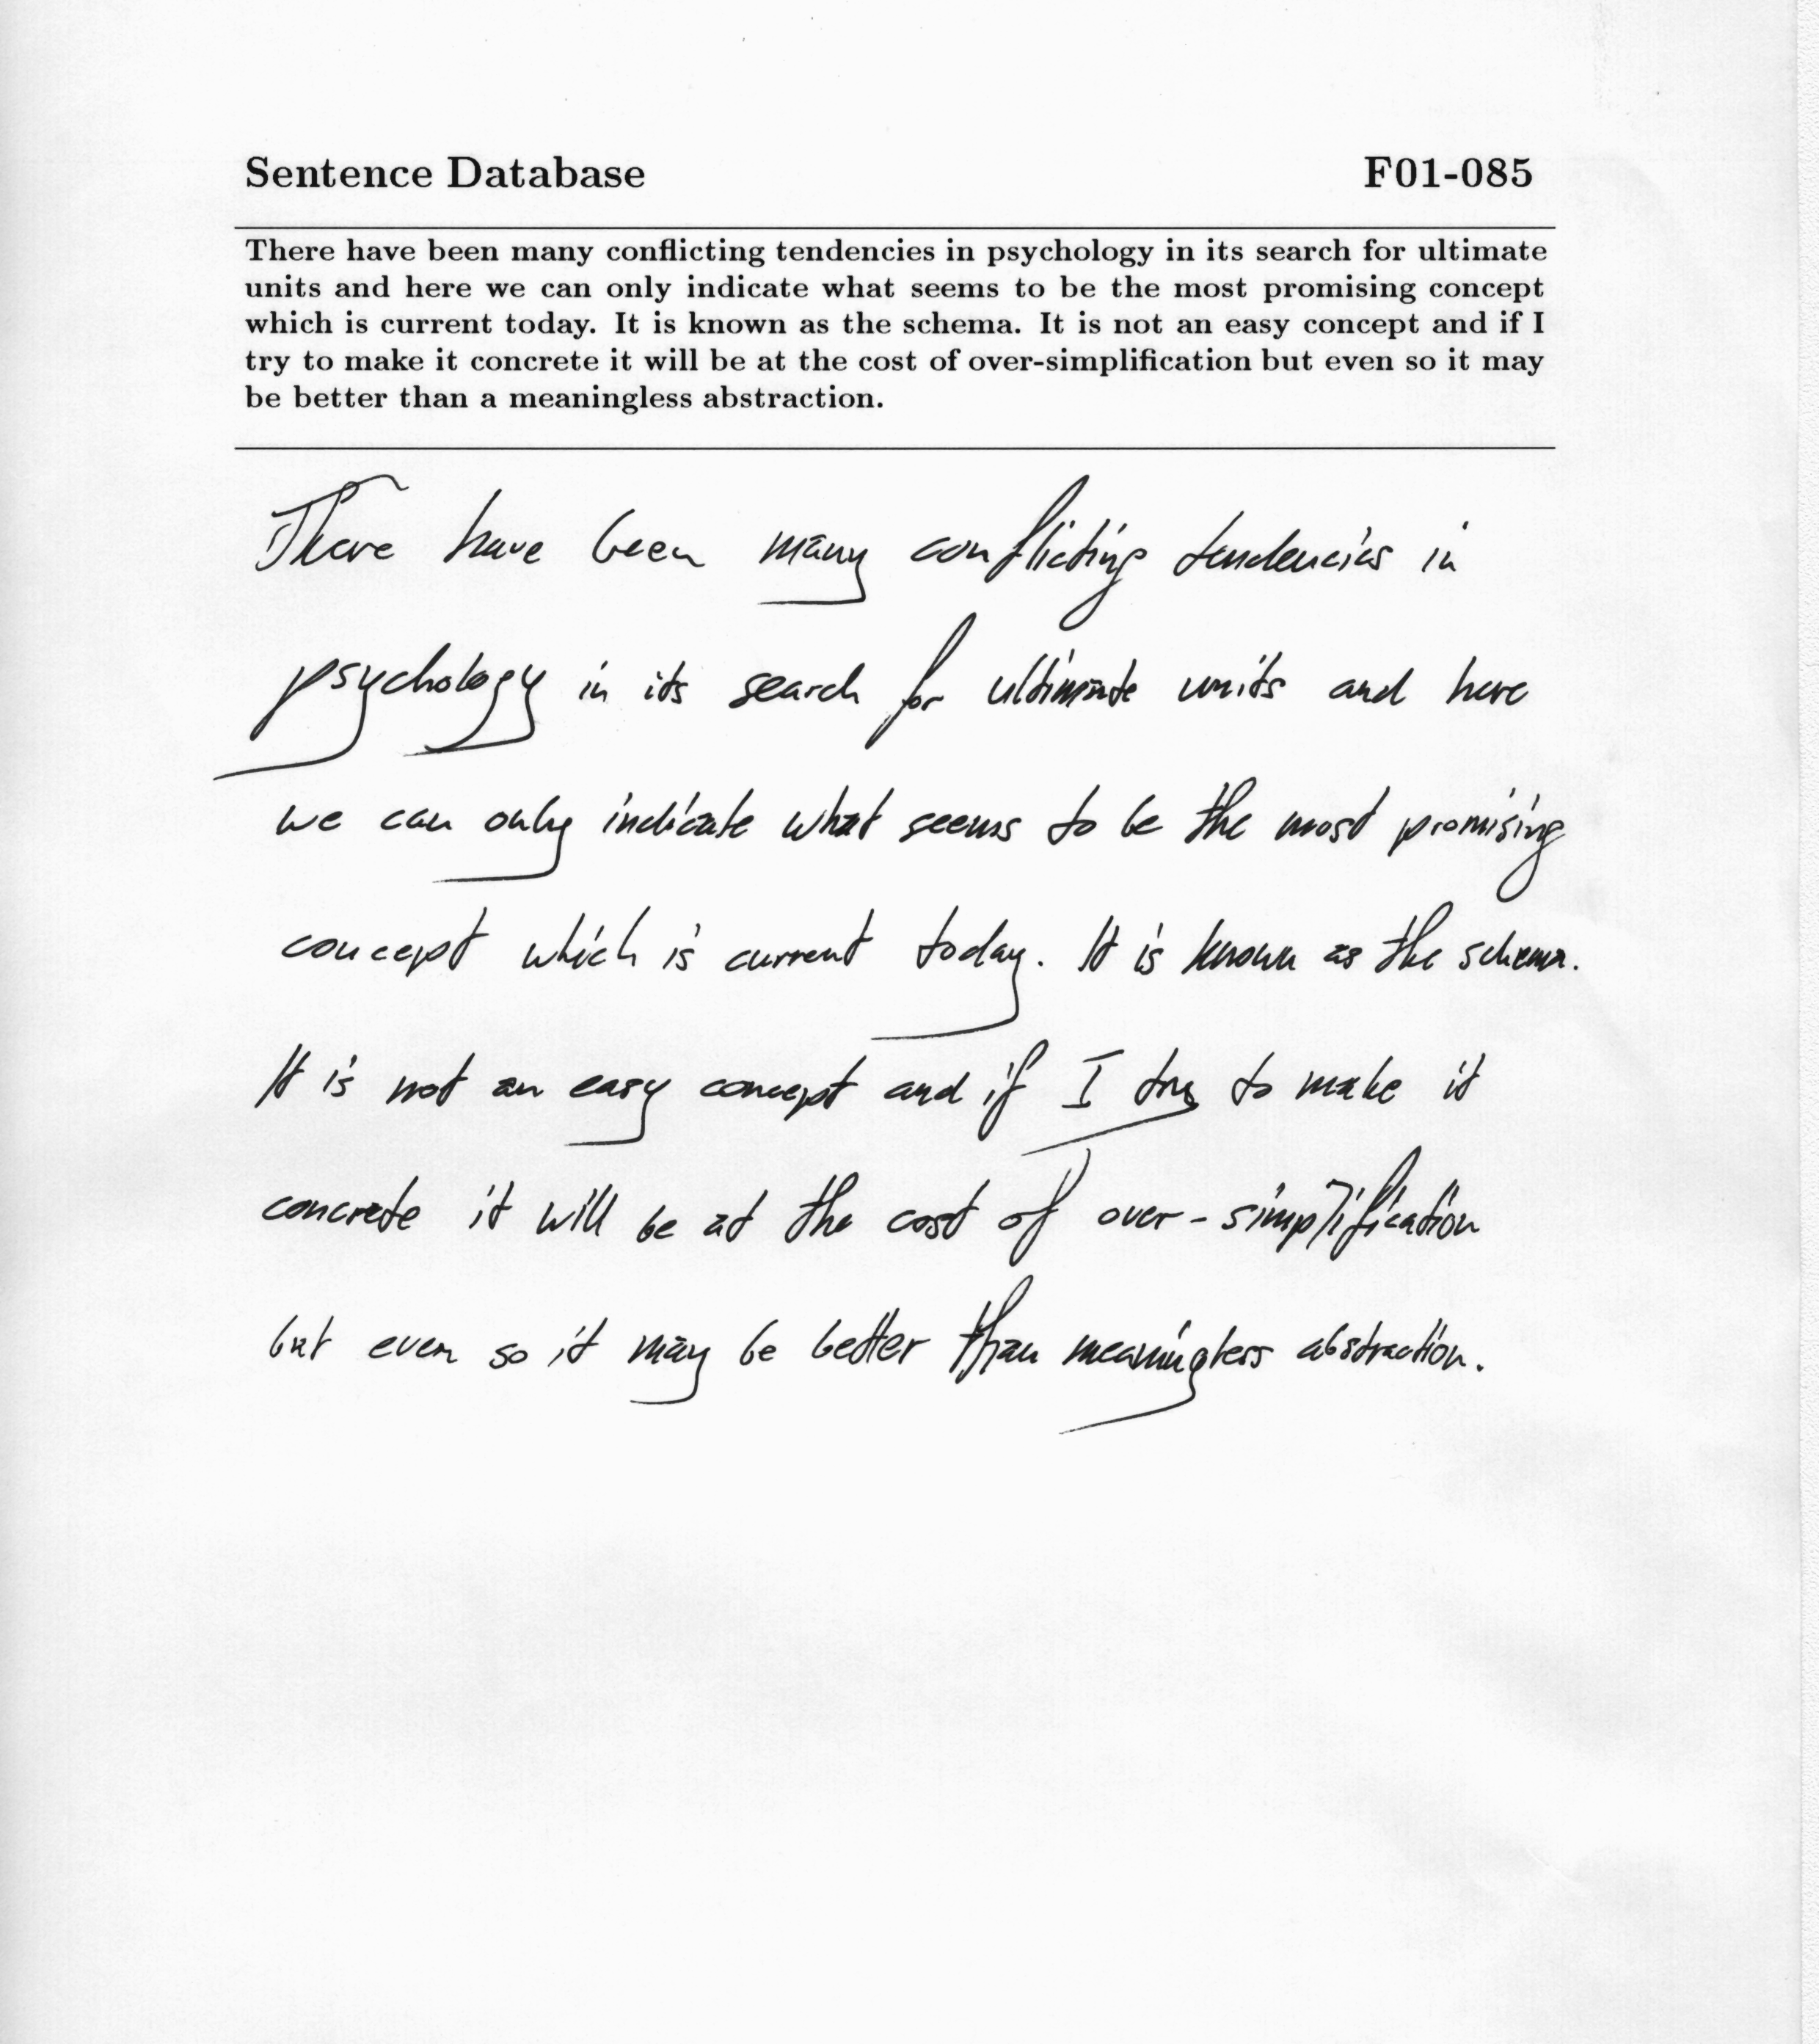 Sentence Database F01-085
There have been many conflicting tendencies in psychology in its search for ultimate
units and here we can only indicate what seems to be the most promising concept
which is current today. It is known as the schema. It is not an easy concept and if I
try to make it concrete it will be at the cost of over-simplification but even so it may
be better than a meaningless abstraction.
There have been many conflicting tendencies in
psychology in its search for ultimate units and here
we can only indicate what seems to be the most promising
concept which is current today. It is known as the schema.
It is not an easy concept and if I try to make it
concrete it will be at the cost of over-simplification
but even so it may be better than meaningless abstraction.